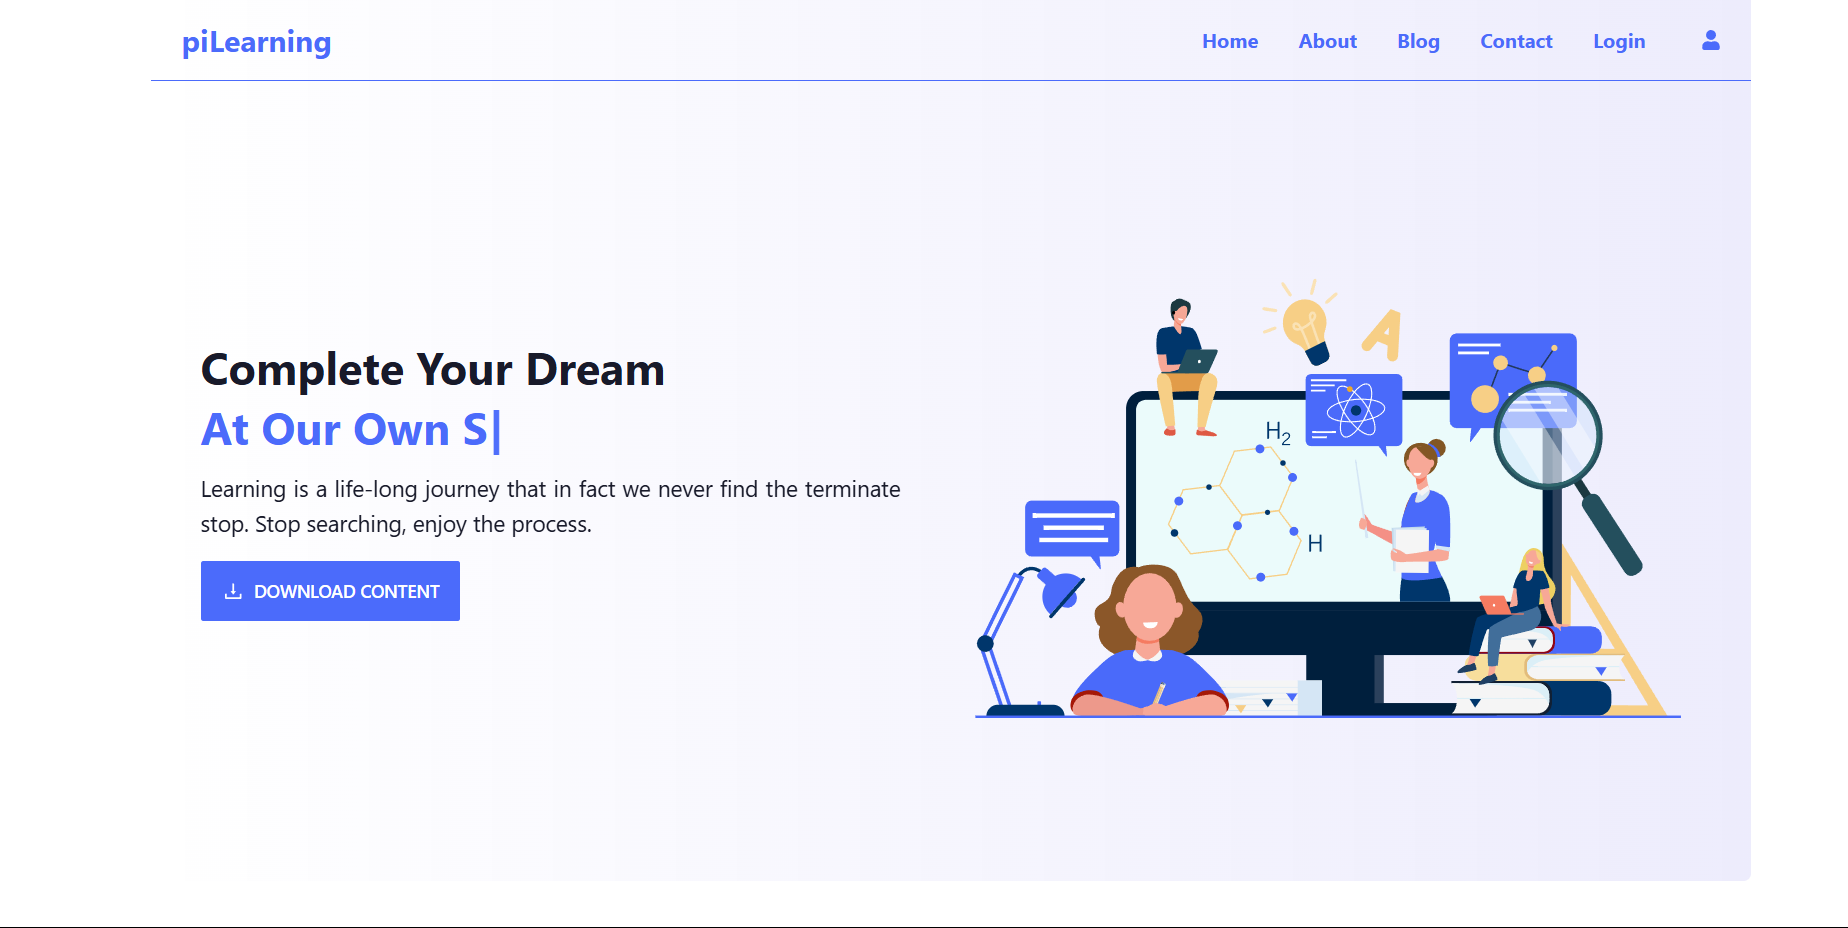 piLearning
Home About Blog Contact Login
Complete Your Dream
At Our Own S|
Learning is a life-long journey that in fact we never find the terminate
stop. Stop searching, enjoy the process.
DOWNLOAD CONTENT
A
H2
H